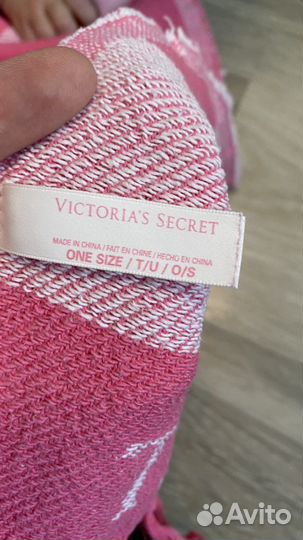 VICTORIA'S SECRET
MADE IN CHINA / FAIT EN CHINE / HECHO EN CHINA
ONE SIZE / T/U / O/S
Avito